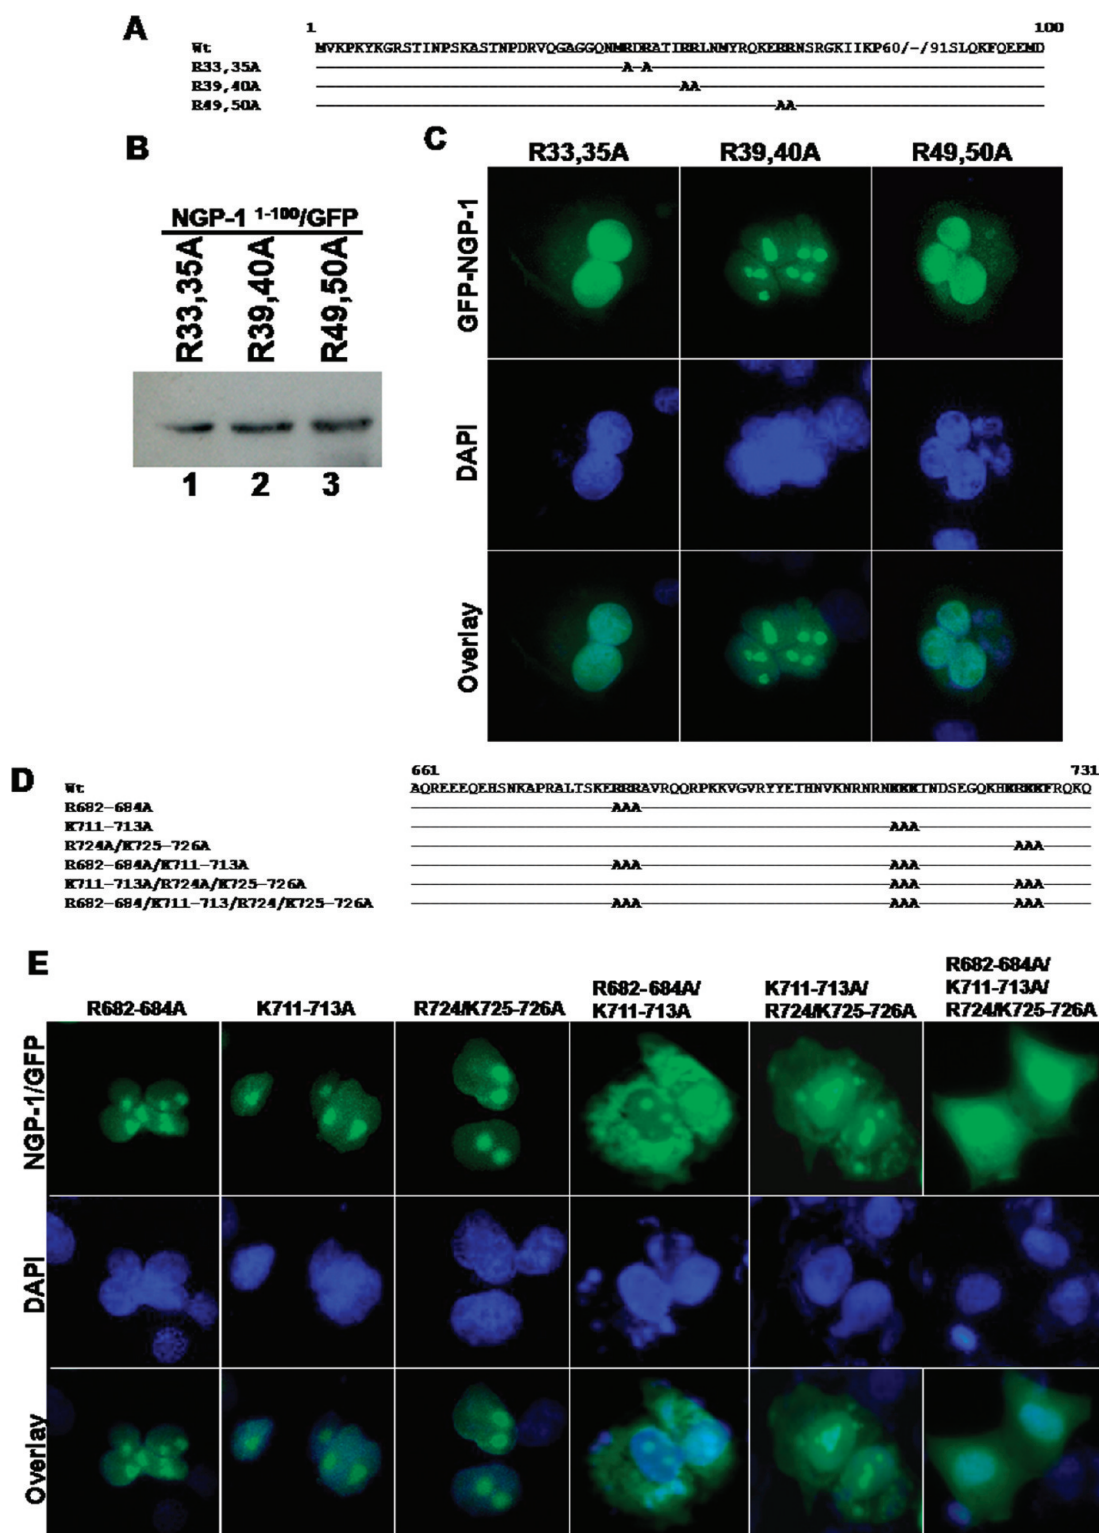 A
1 100
Wt MVKPKYKGRSTINPSKASTNPDRVQGAGGQNMRDRATIRRLNMYRQKERRNSRGKIIKP60/-/91SLQKFQEEMD
R33,35A A A
R39,40A AA
R49,50A AA
B
NGP-1 1-100/GFP
R33,35A R39,40A R49,50A
1 2 3
C
R33,35A R39,40A R49,50A
GFP-NGP-1
DAPI
Overlay
D
661 731
Wt AQREEEQEHSNKAPRALTSKERRRAVRQQRPKKVGVRYYETHNVKNRNRNKKKTNDSEGQKHKRKKFRQKQ
R682-684A AAA
K711-713A AAA
R724A/K725-726A AAA
R682-684A/K711-713A AAA AAA
K711-713A/R724A/K725-726A AAA AAA
R682-684/K711-713/R724/K725-726A AAA AAA AAA
E
R682-684A K711-713A R724/K725-726A R682-684A/ K711-713A K711-713A/ R724/K725-726A R682-684A/ K711-713A/ R724/K725-726A
NGP-1/GFP
DAPI
Overlay